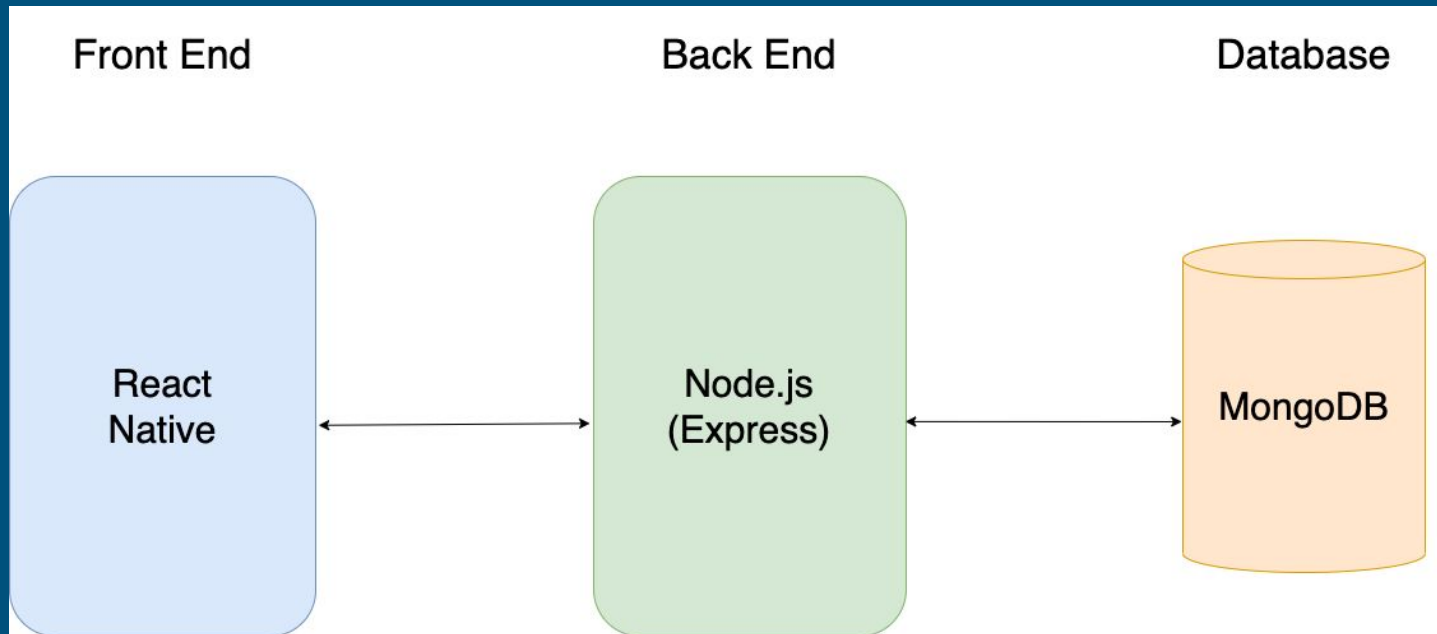 Front End
Back End
Database
React
Native
Node.js
(Express)
MongoDB